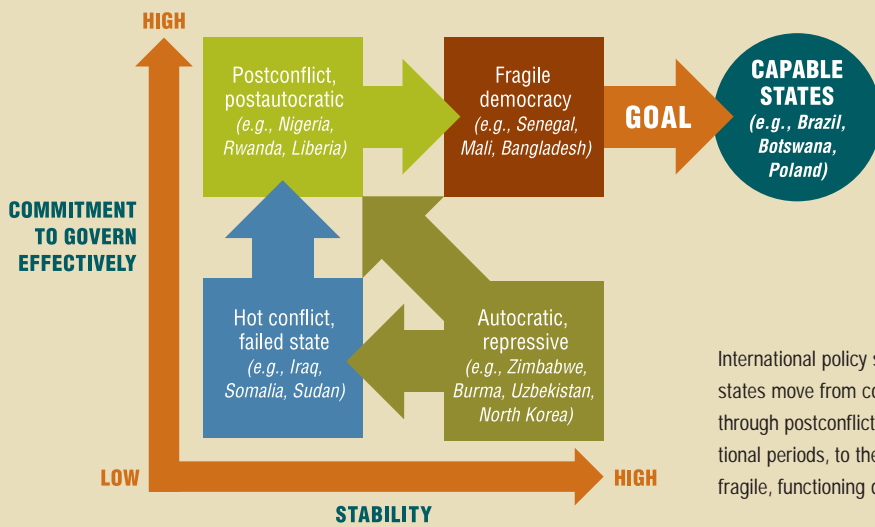 HIGH
Postconflict,
postautocratic
(e.g., Nigeria,
Rwanda, Liberia)
Fragile
democracy
(e.g., Senegal,
Mali, Bangladesh)
GOAL
CAPABLE
STATES
(e.g., Brazil,
Botswana,
Poland)
COMMITMENT
TO GOVERN
EFFECTIVELY
Hot conflict,
failed state
(e.g., Iraq,
Somalia, Sudan)
Autocratic,
repressive
(e.g., Zimbabwe,
Burma, Uzbekistan,
North Korea)
International policy
states move from
through postconflict
tional periods, to the
fragile, functioning
LOW
HIGH
STABILITY